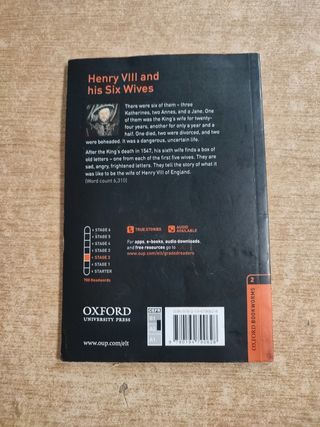 Henry VIII and
his Six Wives
There were six of them – three
Katherines, two Annes, and a Jane. One
of them was the King's wife for twenty-
four years, another for only a year and a
half. One died, two were divorced, and two
were beheaded. It was a dangerous, uncertain life.
After the King's death in 1547, his sixth wife finds a box of
old letters – one from each of the first five wives. They are
sad, angry, frightened letters. They tell the story of what it
was like to be the wife of Henry VIII of England.
(Word count 6,310)
STAGE 6
STAGE 5
STAGE 4
STAGE 3
STAGE 2
STAGE 1
STARTER
700 Headwords
TRUE STORIES
AUDIO AVAILABLE
For apps, e-books, audio downloads,
and free resources go to
www.oup.com/elt/gradedreaders
CEFR
OXFORD
UNIVERSITY PRESS
www.oup.com/elt
2
OXFORD BOOKWORMS